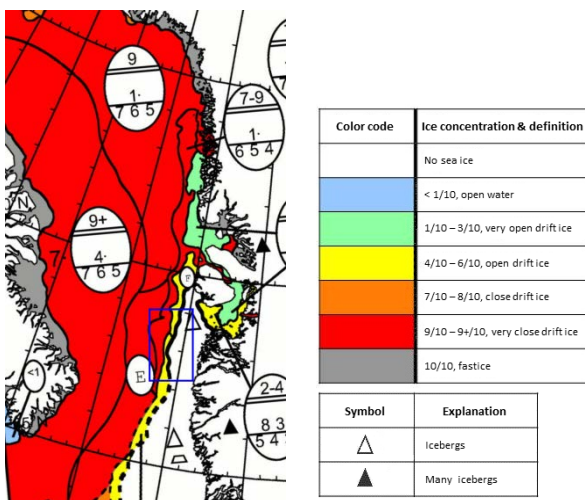 9
1·
7 6 5
7-9
1·
6 5 4
N
9+
4·
7 6 5
7
F
<1
E
2-4
8 3
5 4
Color code Ice concentration & definition
No sea ice
< 1/10, open water
1/10 – 3/10, very open drift ice
4/10 – 6/10, open drift ice
7/10 – 8/10, close drift ice
9/10 – 9+/10, very close drift ice
10/10, fastice
Symbol Explanation
Icebergs
Many icebergs